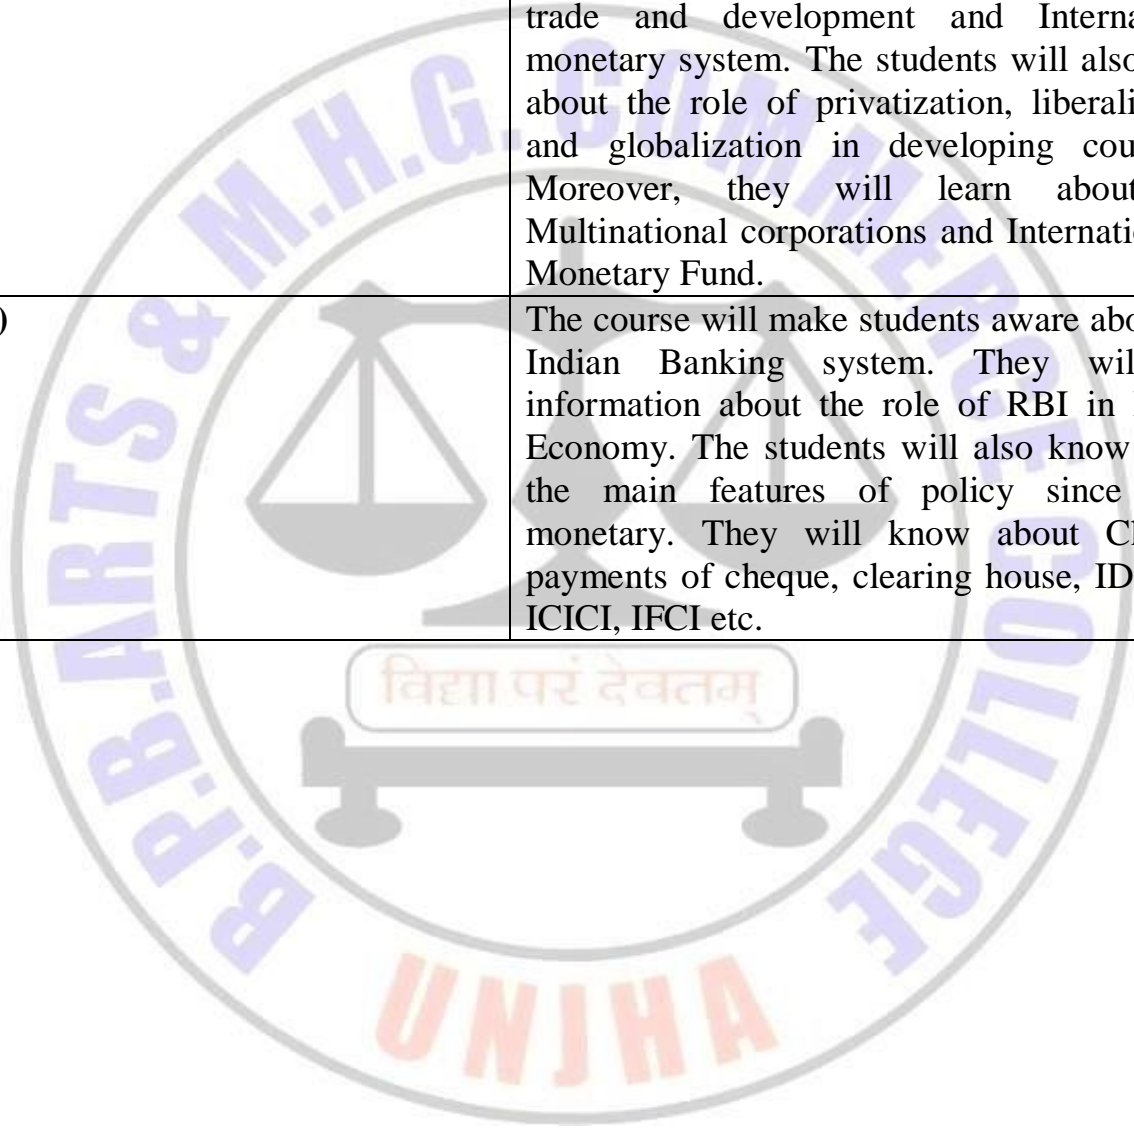 trade and development and Interna
monetary system. The students will also
about the role of privatization, liberali
and globalization in developing cou
Moreover, they will learn about
Multinational corporations and Internati
Monetary Fund.
)
The course will make students aware abo
Indian Banking system. They wil
information about the role of RBI in
Economy. The students will also know
the main features of policy since
monetary. They will know about Cl
payments of cheque, clearing house, ID
ICICI, IFCI etc.
B.P.B.ARTS & M.H.G. COMMERCE COLLEGE
विद्या परं देवतम्
UNJHA